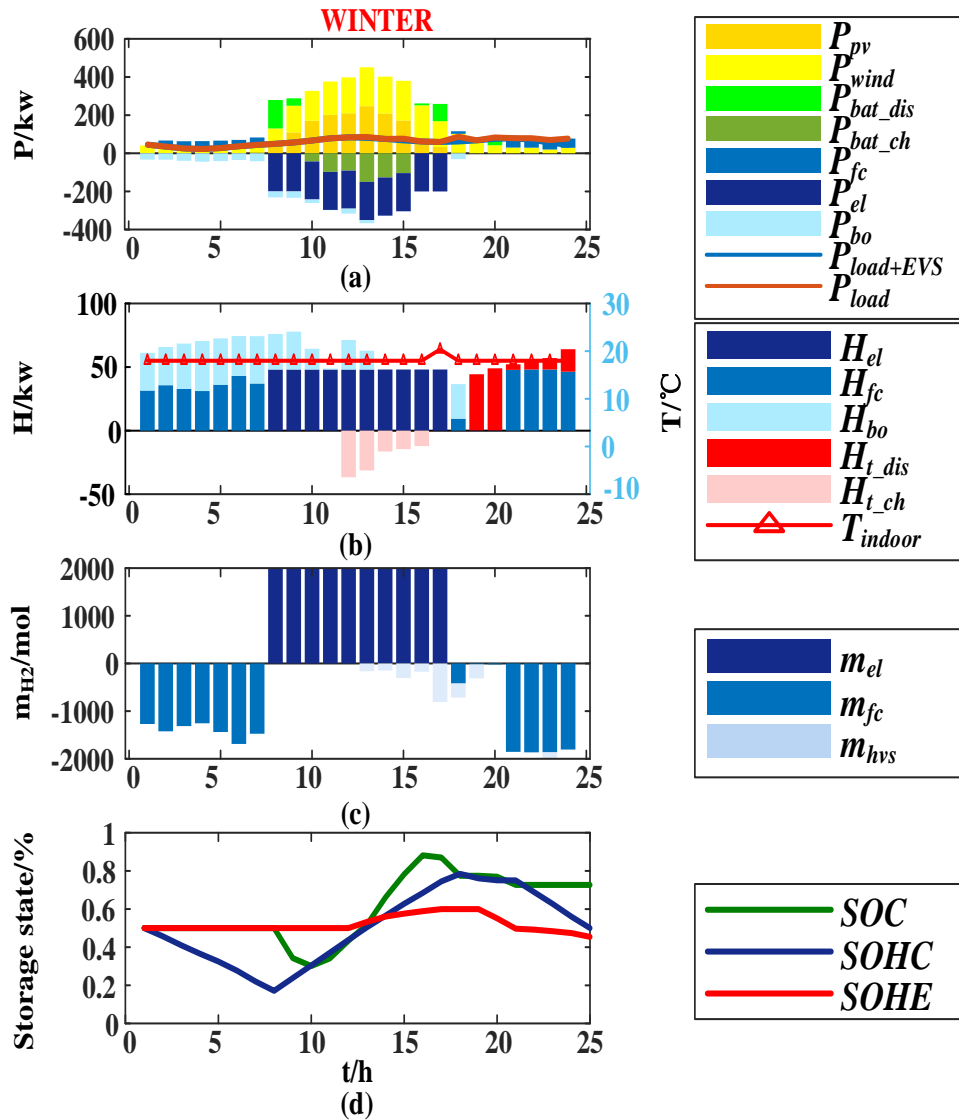 WINTER
P/kw
600
400
200
0
-200
-400
0 5 10 15 20 25
(a)
P_pv
P_wind
P_bat_dis
P_bat_ch
P_fc
P_el
P_bo
P_load+EVS
P_load
H/kw
100
50
0
-50
0 5 10 15 20 25
30
20
10
0
-10
T/℃
(b)
H_el
H_fc
H_bo
H_t_dis
H_t_ch
T_indoor
m_H2/mol
2000
1000
0
-1000
-2000
0 5 10 15 20 25
(c)
m_el
m_fc
m_hvs
Storage state/%
1
0.8
0.6
0.4
0.2
0
0 5 10 15 20 25
t/h
(d)
SOC
SOHC
SOHE